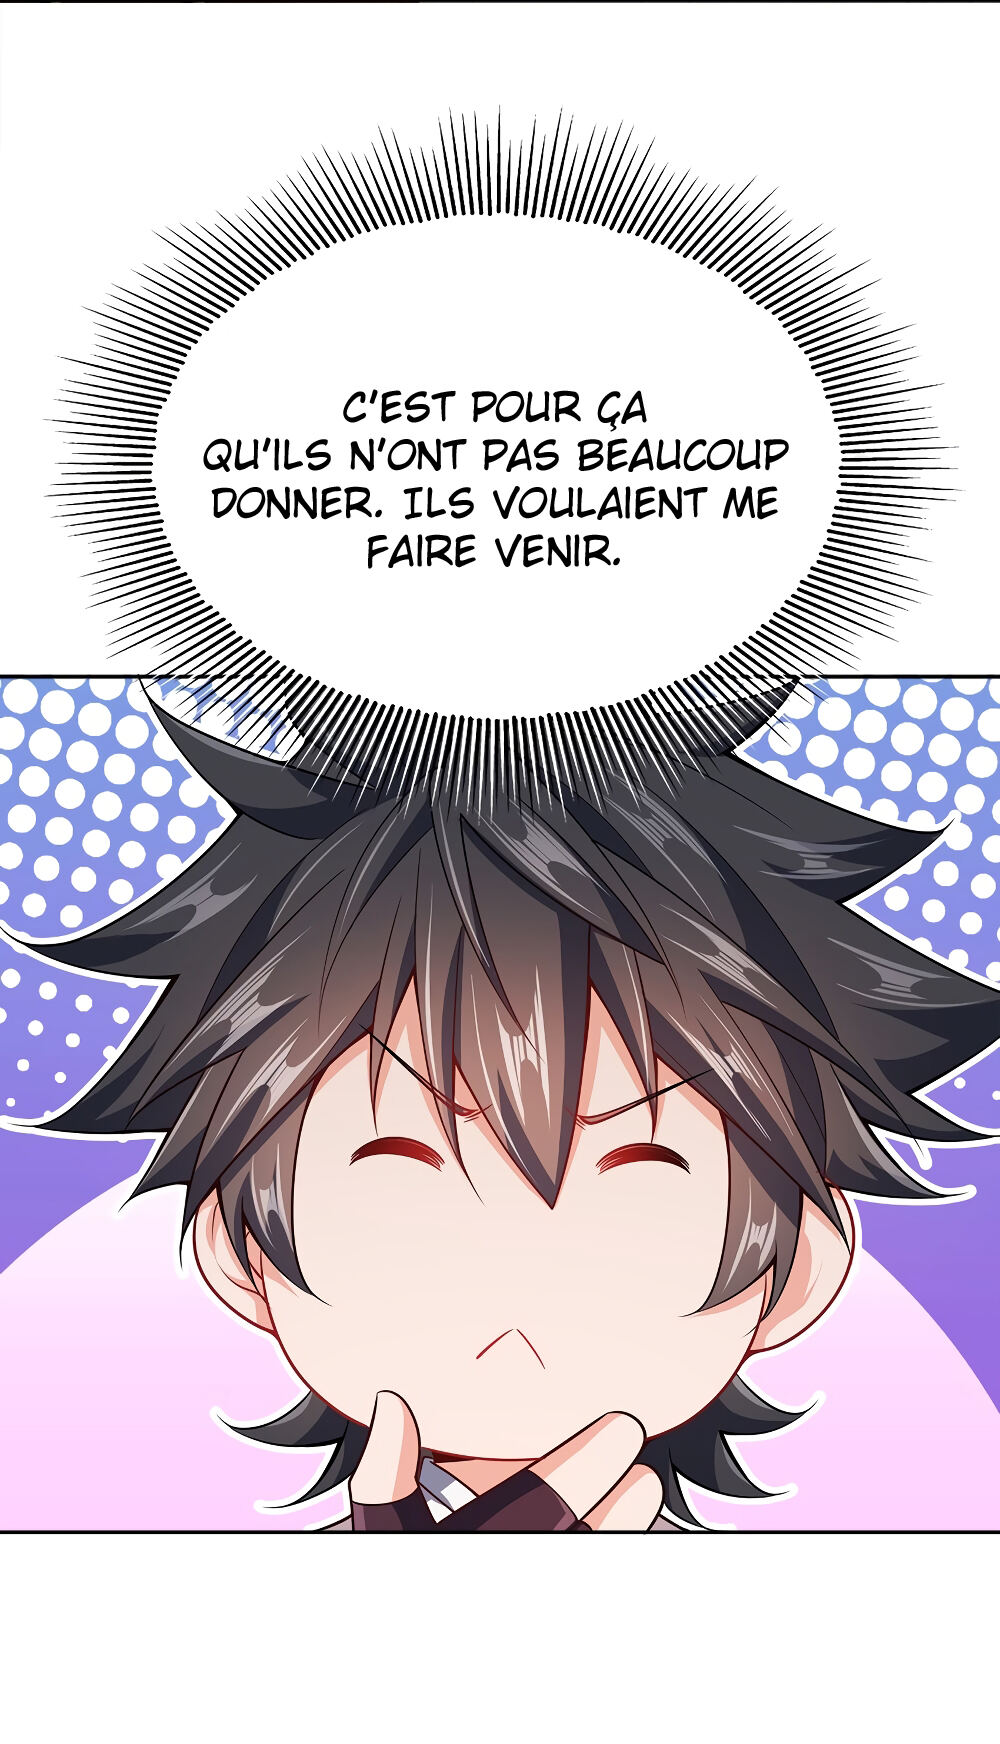 C'EST POUR ÇA
QU'ILS N'ONT PAS BEAUCOUP
DONNER. ILS VOULAIENT ME
FAIRE VENIR.